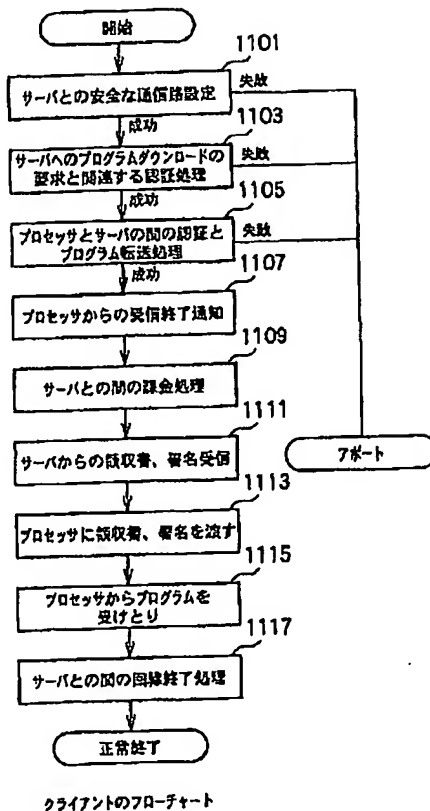 開始
1101
サーバとの安全な通信路設定
失敗
成功
1103
サーバへのプログラムダウンロードの
要求と関連する認証処理
失敗
成功
1105
プロセッサとサーバの間の認証と
プログラム転送処理
失敗
成功
1107
プロセッサからの受信終了通知
1109
サーバとの間の課金処理
1111
サーバからの領収書、署名受信
アボート
1113
プロセッサに領収書、署名を渡す
1115
プロセッサからプログラムを
受けとり
1117
サーバとの間の回線終了処理
正常終了
クライアントのフローチャート